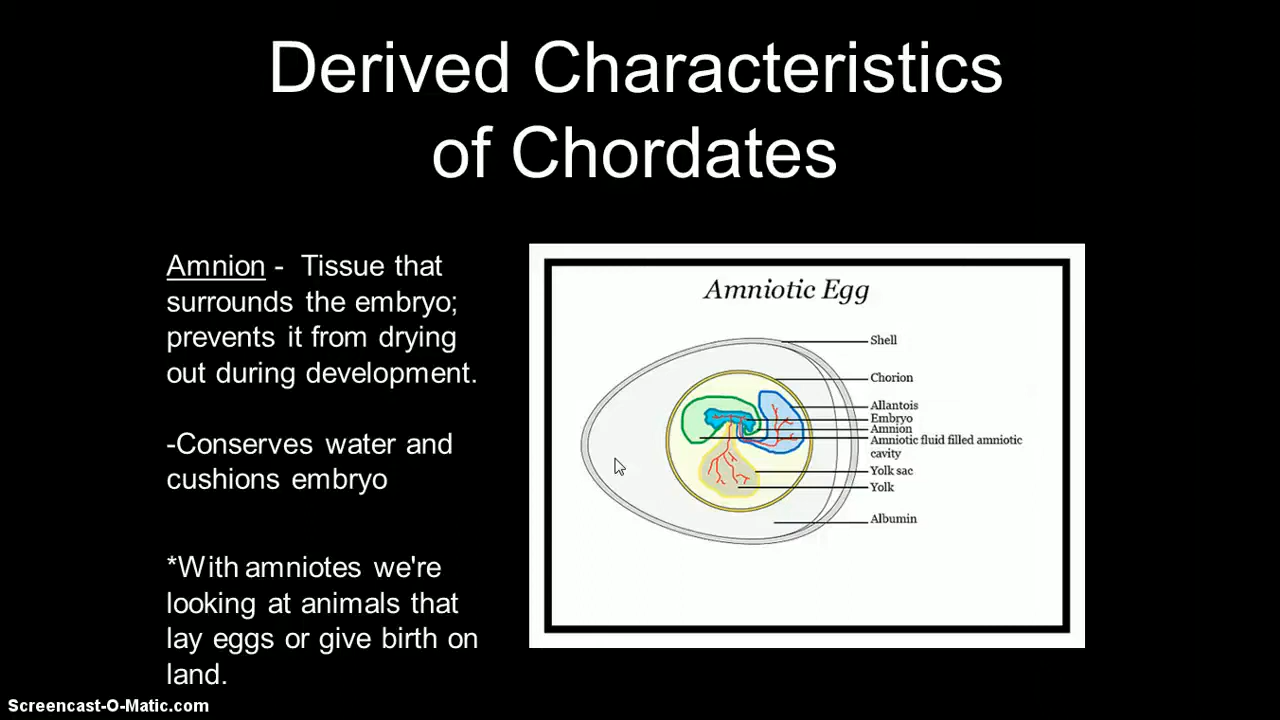 Derived Characteristics
of Chordates
Amnion - Tissue that
surrounds the embryo;
prevents it from drying
out during development.
-Conserves water and
cushions embryo
*With amniotes we're
looking at animals that
lay eggs or give birth on
land.
Amniotic Egg
Shell
Chorion
Allantois
Embryo
Amnion
Amniotic fluid filled amniotic
cavity
Yolk sac
Yolk
Albumin
Screencast-O-Matic.com